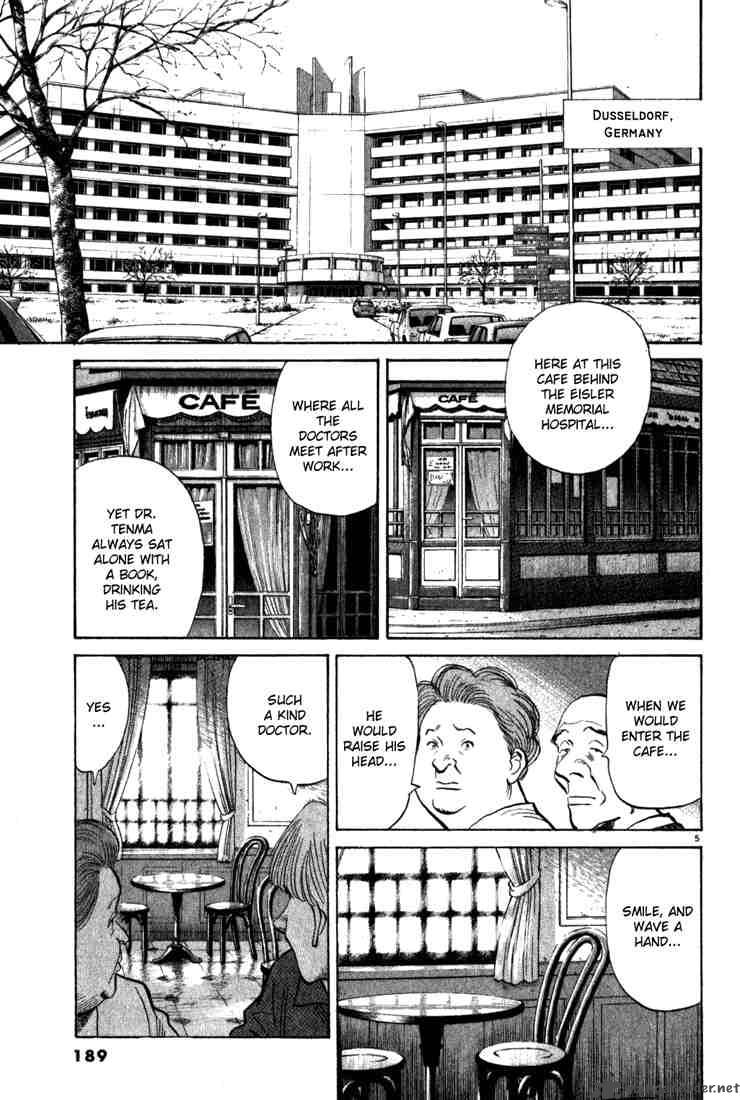 DUSSELDORF,
GERMANY
HERE AT THIS
CAFE BEHIND
THE EISLER
MEMORIAL
HOSPITAL...
CAFÉ
WHERE ALL
THE
DOCTORS
MEET AFTER
WORK...
CAFÉ
YET DR.
TENMA
ALWAYS SAT
ALONE WITH
A BOOK,
DRINKING
HIS TEA.
WHEN WE
WOULD
ENTER THE
CAFE...
HE
WOULD
RAISE HIS
HEAD...
5
SMILE, AND
WAVE A
HAND...
SUCH
A KIND
DOCTOR.
YES
...
189